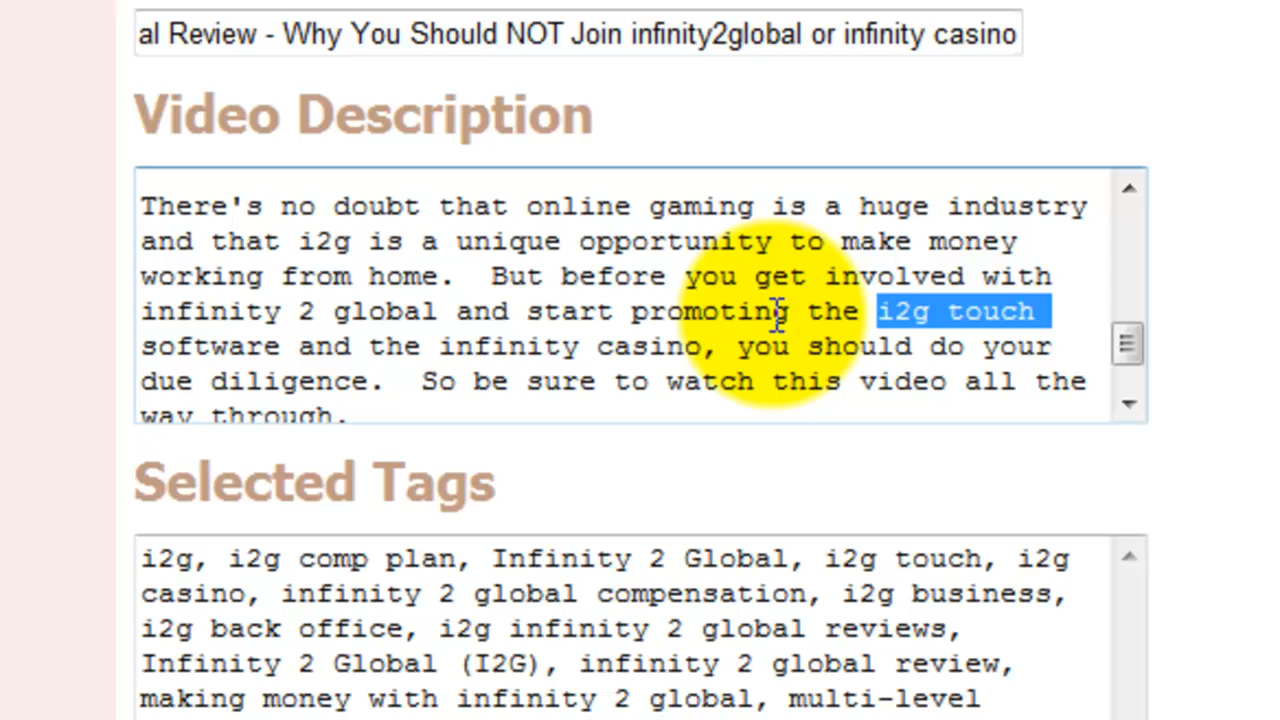 al Review - Why You Should NOT Join infinity2global or infinity casino
Video Description
There's no doubt that online gaming is a huge industry
and that i2g is a unique opportunity to make money
working from home.  But before you get involved with
infinity 2 global and start promoting the i2g touch
software and the infinity casino, you should do your
due diligence.  So be sure to watch this video all the
way through.
Selected Tags
i2g, i2g comp plan, Infinity 2 Global, i2g touch, i2g
casino, infinity 2 global compensation, i2g business,
i2g back office, i2g infinity 2 global reviews,
Infinity 2 Global (I2G), infinity 2 global review,
making money with infinity 2 global, multi-level